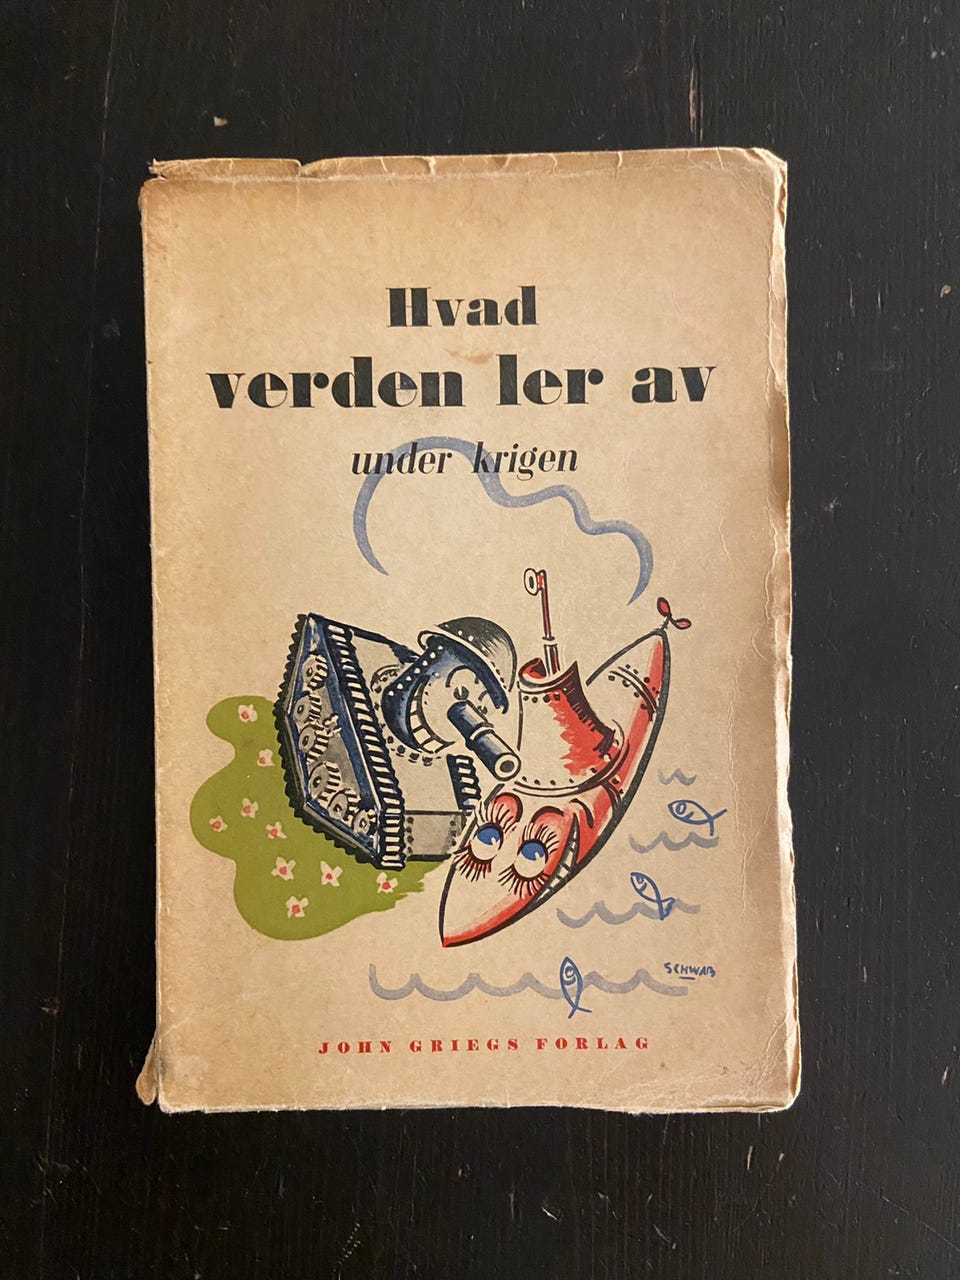 Hvad
verden ler av
under krigen
SCHWAB
JOHN GRIEGS FORLAG